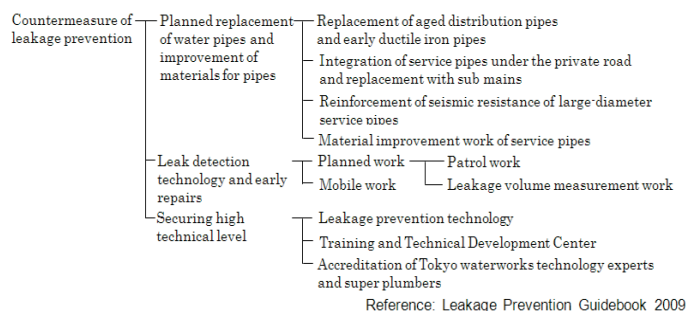 Countermeasure of
leakage prevention
Planned replacement
of water pipes and
improvement of
materials for pipes
Replacement of aged distribution pipes
and early ductile iron pipes
Integration of service pipes under the private road
and replacement with sub mains
Reinforcement of seismic resistance of large-diameter
service pipes
Material improvement work of service pipes
Leak detection
technology and early
repairs
Planned work
Patrol work
Leakage volume measurement work
Mobile work
Securing high
technical level
Leakage prevention technology
Training and Technical Development Center
Accreditation of Tokyo waterworks technology experts
and super plumbers
Reference: Leakage Prevention Guidebook 2009